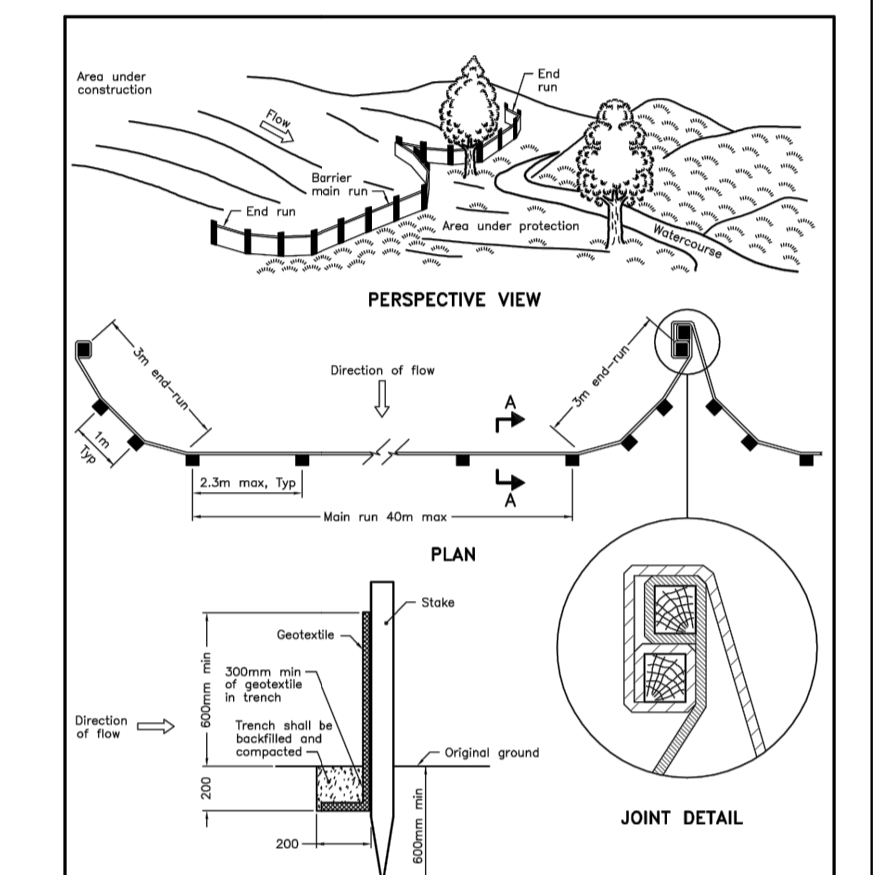 Area under
construction
Flow
End
run
Barrier
main run
End run
Area under protection
Watercourse
PERSPECTIVE VIEW
3m end-run
Direction of flow
3m end-run
A
1m
Typ
2.3m max, Typ
A
Main run 40m max
PLAN
Stake
Geotextile
600mm min
300mm min
of geotextile
in trench
Direction
of flow
Trench shall be
backfilled and
compacted
Original ground
200
200
600mm min
JOINT DETAIL